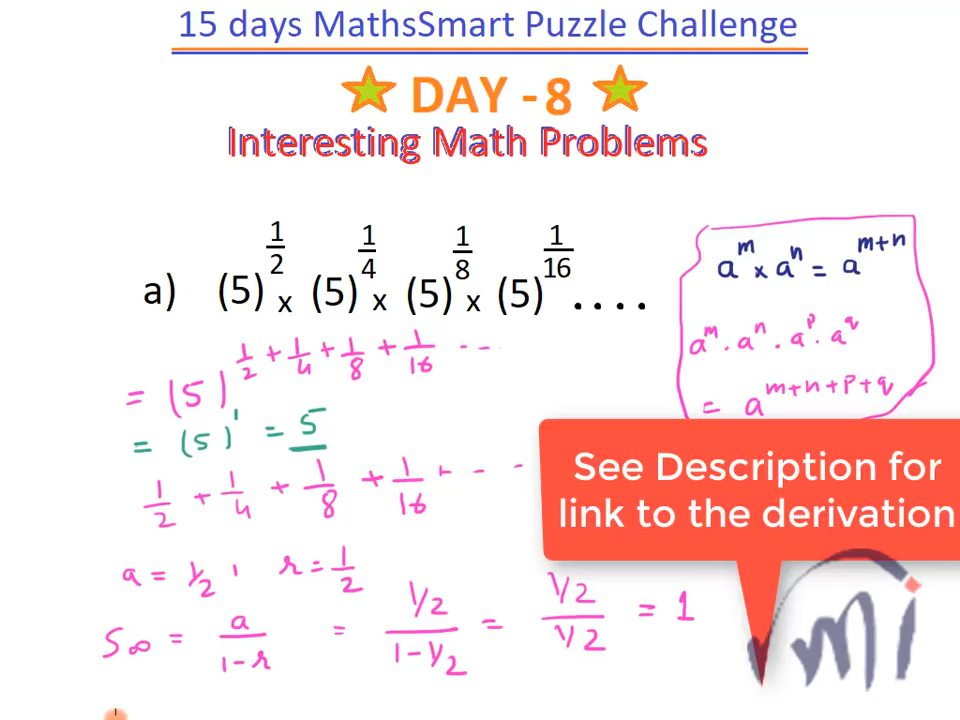 15 days MathsSmart Puzzle Challenge
DAY - 8
Interesting Math Problems
a) (5)^(1/2) x (5)^(1/4) x (5)^(1/8) x (5)^(1/16) ....
= (5)^(1/2 + 1/4 + 1/8 + 1/16 ---)
= (5)^1 = 5
1/2 + 1/4 + 1/8 + 1/16 + - - -
a = 1/2 , r = 1/2
S∞ = a/(1-r) = (1/2)/(1-1/2) = (1/2)/(1/2) = 1
a^m x a^n = a^(m+n)
a^m . a^n . a^p . a^q
= a^(m+n+p+q)
See Description for
link to the derivation
mi